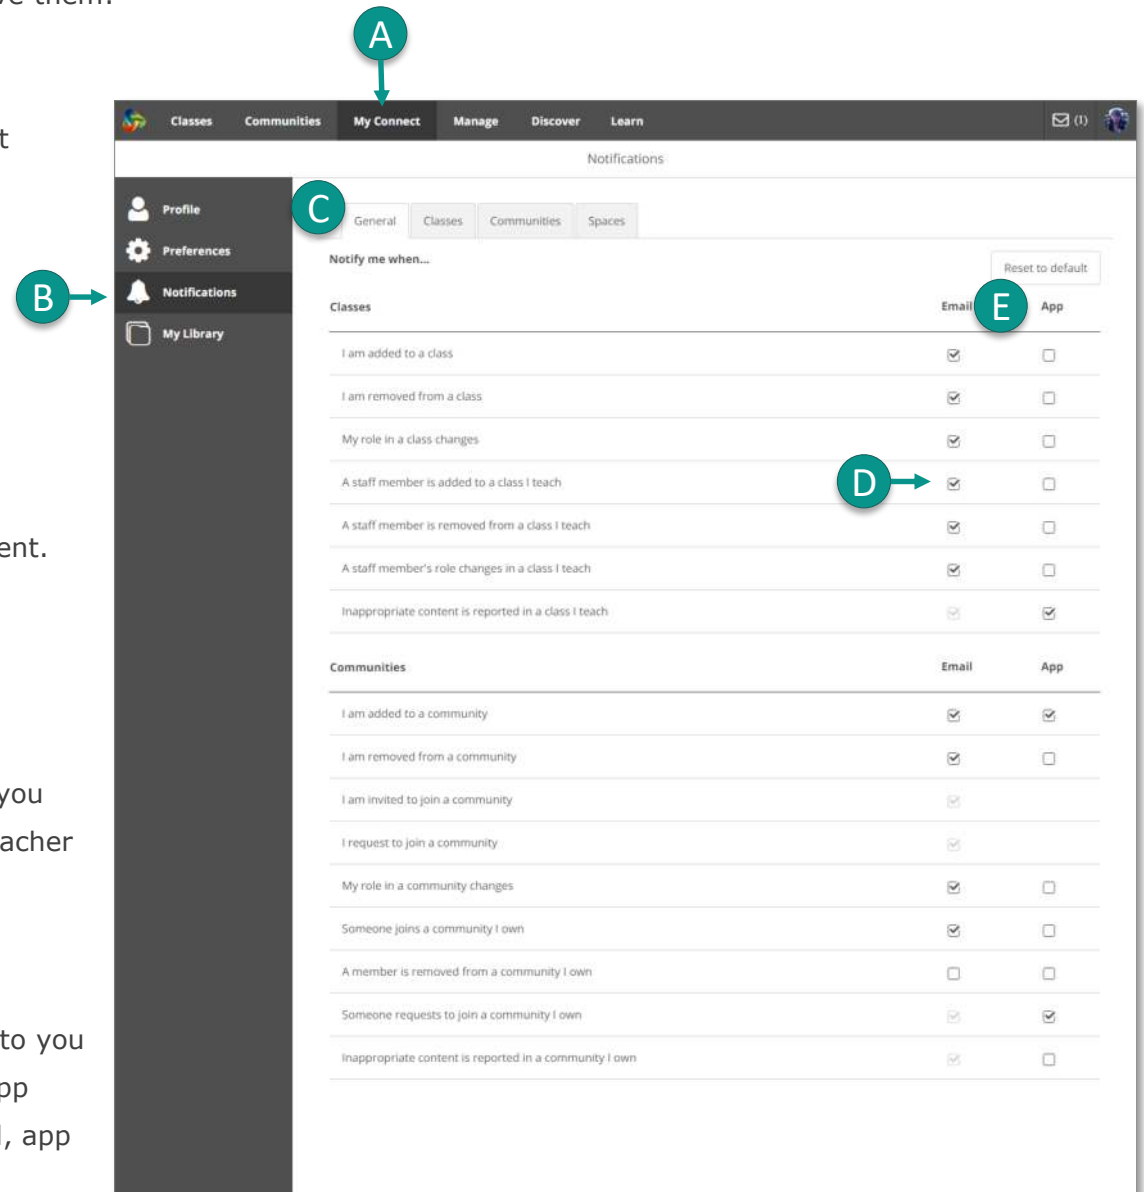 them.
A
t
Classes Communities My Connect Manage Discover Learn (1)
Notifications
Profile
Preferences
Notifications
My Library
B
C
General Classes Communities Spaces
Notify me when...
Reset to default
Classes Email E App
I am added to a class
I am removed from a class
My role in a class changes
A staff member is added to a class I teach
D
A staff member is removed from a class I teach
ent.
A staff member's role changes in a class I teach
Inappropriate content is reported in a class I teach
Communities Email App
I am added to a community
I am removed from a community
you
I am invited to join a community
acher
I request to join a community
My role in a community changes
Someone joins a community I own
A member is removed from a community I own
Someone requests to join a community I own
to you
Inappropriate content is reported in a community I own
pp
, app